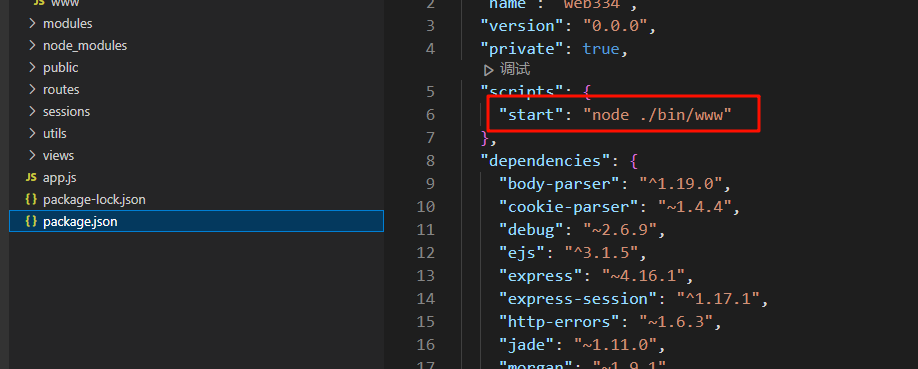 www
modules
node_modules
public
routes
sessions
utils
views
JS app.js
{} package-lock.json
{} package.json
2 "name": "web334",
3 "version": "0.0.0",
4 "private": true,
调试
5 "scripts": {
6 "start": "node ./bin/www"
7 },
8 "dependencies": {
9 "body-parser": "^1.19.0",
10 "cookie-parser": "~1.4.4",
11 "debug": "~2.6.9",
12 "ejs": "^3.1.5",
13 "express": "~4.16.1",
14 "express-session": "^1.17.1",
15 "http-errors": "~1.6.3",
16 "jade": "~1.11.0",
17 "morgan": "~1.9.1"